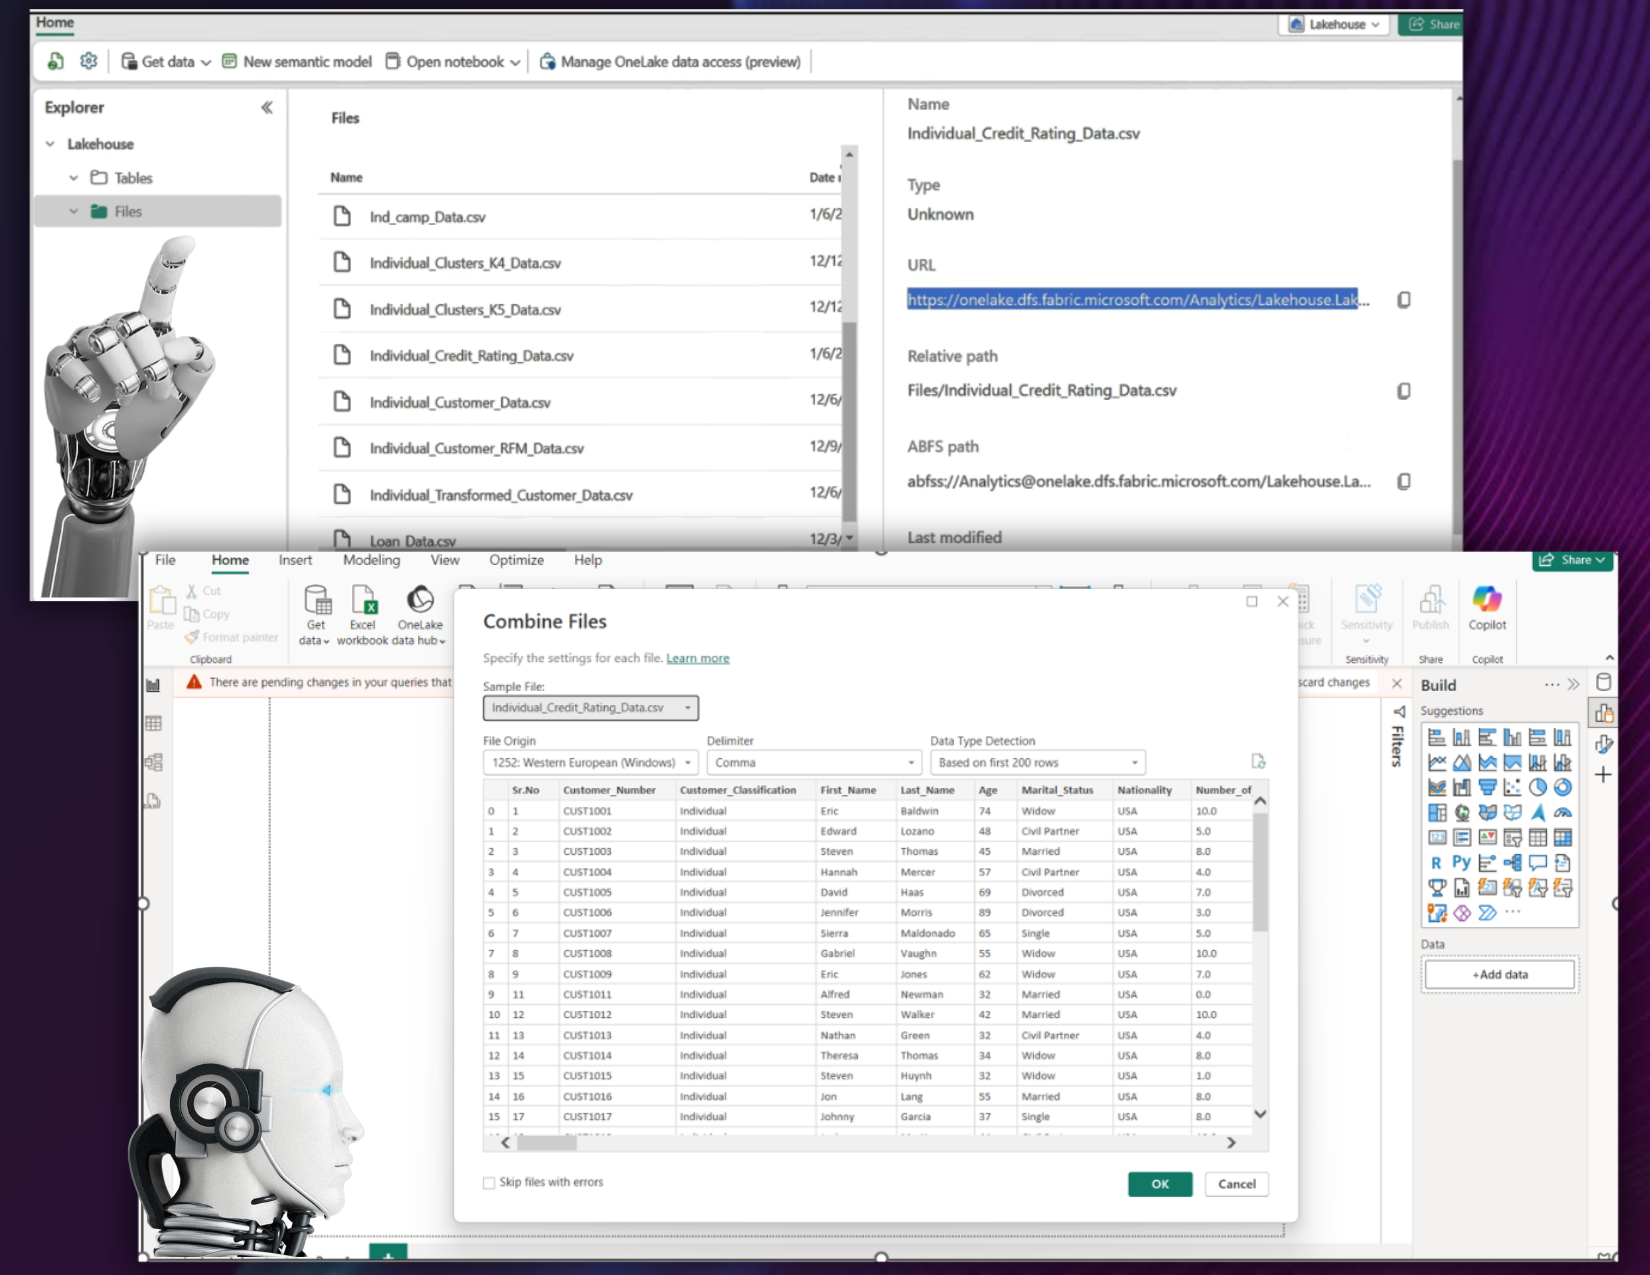 Home
Lakehouse
Share
Get data
New semantic model
Open notebook
Manage OneLake data access (preview)
Explorer
Lakehouse
Tables
Files
Files
Name
Date
Ind_camp_Data.csv
1/6/2
Individual_Clusters_K4_Data.csv
12/12
Individual_Clusters_K5_Data.csv
12/12
Individual_Credit_Rating_Data.csv
1/6/2
Individual_Customer_Data.csv
12/6/
Individual_Customer_RFM_Data.csv
12/9/
Individual_Transformed_Customer_Data.csv
12/6/
Loan_Data.csv
12/3/
Name
Individual_Credit_Rating_Data.csv
Type
Unknown
URL
https://onelake.dfs.fabric.microsoft.com/Analytics/Lakehouse.Lak...
Relative path
Files/Individual_Credit_Rating_Data.csv
ABFS path
abfss://Analytics@onelake.dfs.fabric.microsoft.com/Lakehouse.La...
Last modified
File Home Insert Modeling View Optimize Help
Share
Paste
Cut
Copy
Format painter
Clipboard
Get data
Excel workbook
OneLake data hub
Sensitivity
Sensitivity
Publish
Share
Copilot
Copilot
There are pending changes in your queries that
scard changes
Filters
Build
Suggestions
R Py
123
Data
+Add data
Combine Files
Specify the settings for each file. Learn more
Sample File:
Individual_Credit_Rating_Data.csv
File Origin Delimiter Data Type Detection
1252: Western European (Windows) Comma Based on first 200 rows
Sr.No Customer_Number Customer_Classification First_Name Last_Name Age Marital_Status Nationality Number_of
0 1 CUST1001 Individual Eric Baldwin 74 Widow USA 10.0
1 2 CUST1002 Individual Edward Lozano 48 Civil Partner USA 5.0
2 3 CUST1003 Individual Steven Thomas 45 Married USA 8.0
3 4 CUST1004 Individual Hannah Mercer 57 Civil Partner USA 4.0
4 5 CUST1005 Individual David Haas 69 Divorced USA 7.0
5 6 CUST1006 Individual Jennifer Morris 89 Divorced USA 3.0
6 7 CUST1007 Individual Sierra Maldonado 65 Single USA 5.0
7 8 CUST1008 Individual Gabriel Vaughn 55 Widow USA 10.0
8 9 CUST1009 Individual Eric Jones 62 Widow USA 7.0
9 11 CUST1011 Individual Alfred Newman 32 Married USA 0.0
10 12 CUST1012 Individual Steven Walker 42 Married USA 10.0
11 13 CUST1013 Individual Nathan Green 32 Civil Partner USA 4.0
12 14 CUST1014 Individual Theresa Thomas 34 Widow USA 8.0
13 15 CUST1015 Individual Steven Huynh 32 Widow USA 1.0
14 16 CUST1016 Individual Jon Lang 55 Married USA 8.0
15 17 CUST1017 Individual Johnny Garcia 37 Single USA 8.0
Skip files with errors
OK
Cancel